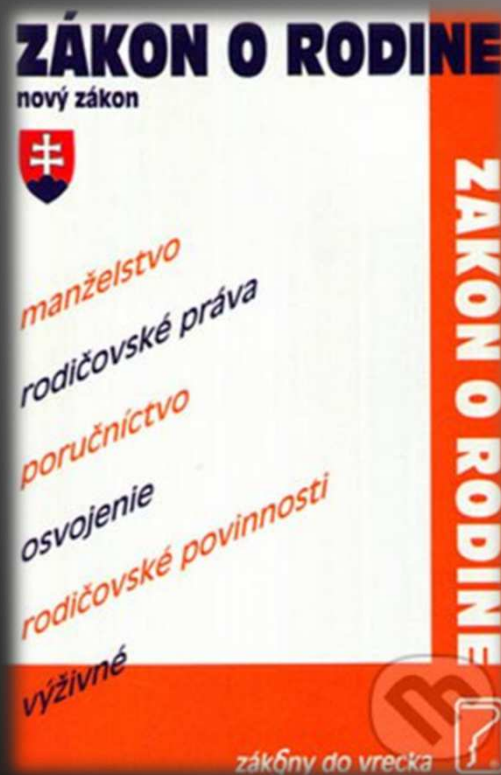 ZÁKON O RODINE
nový zákon
manželstvo
rodičovské práva
poručníctvo
osvojenie
rodičovské povinnosti
výživné
ZÁKON O RODINE
zákony do vrecka